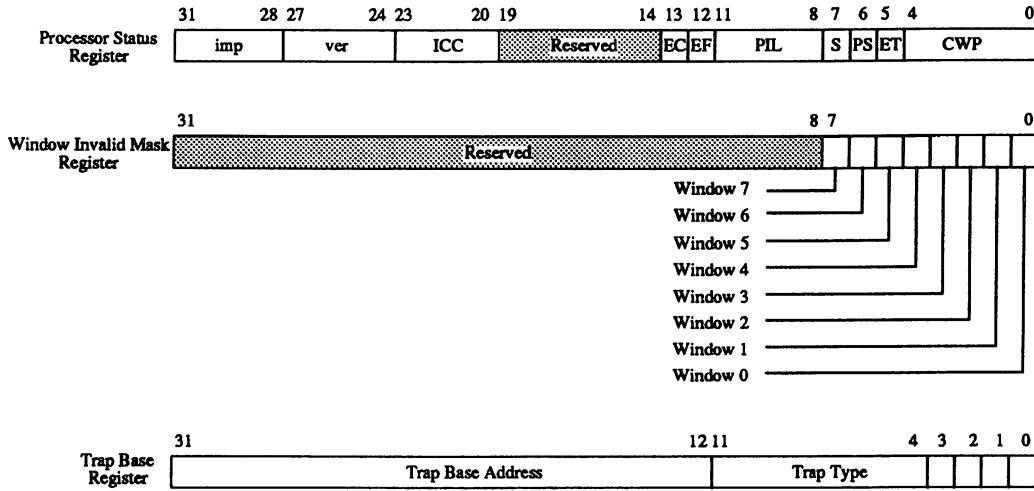 31 28 27 24 23 20 19 14 13 12 11 8 7 6 5 4 0
Processor Status
Register
imp ver ICC Reserved EC EF PIL S PS ET CWP
31 8 7 0
Window Invalid Mask
Register
Reserved
Window 7
Window 6
Window 5
Window 4
Window 3
Window 2
Window 1
Window 0
31 12 11 4 3 2 1 0
Trap Base
Register
Trap Base Address Trap Type